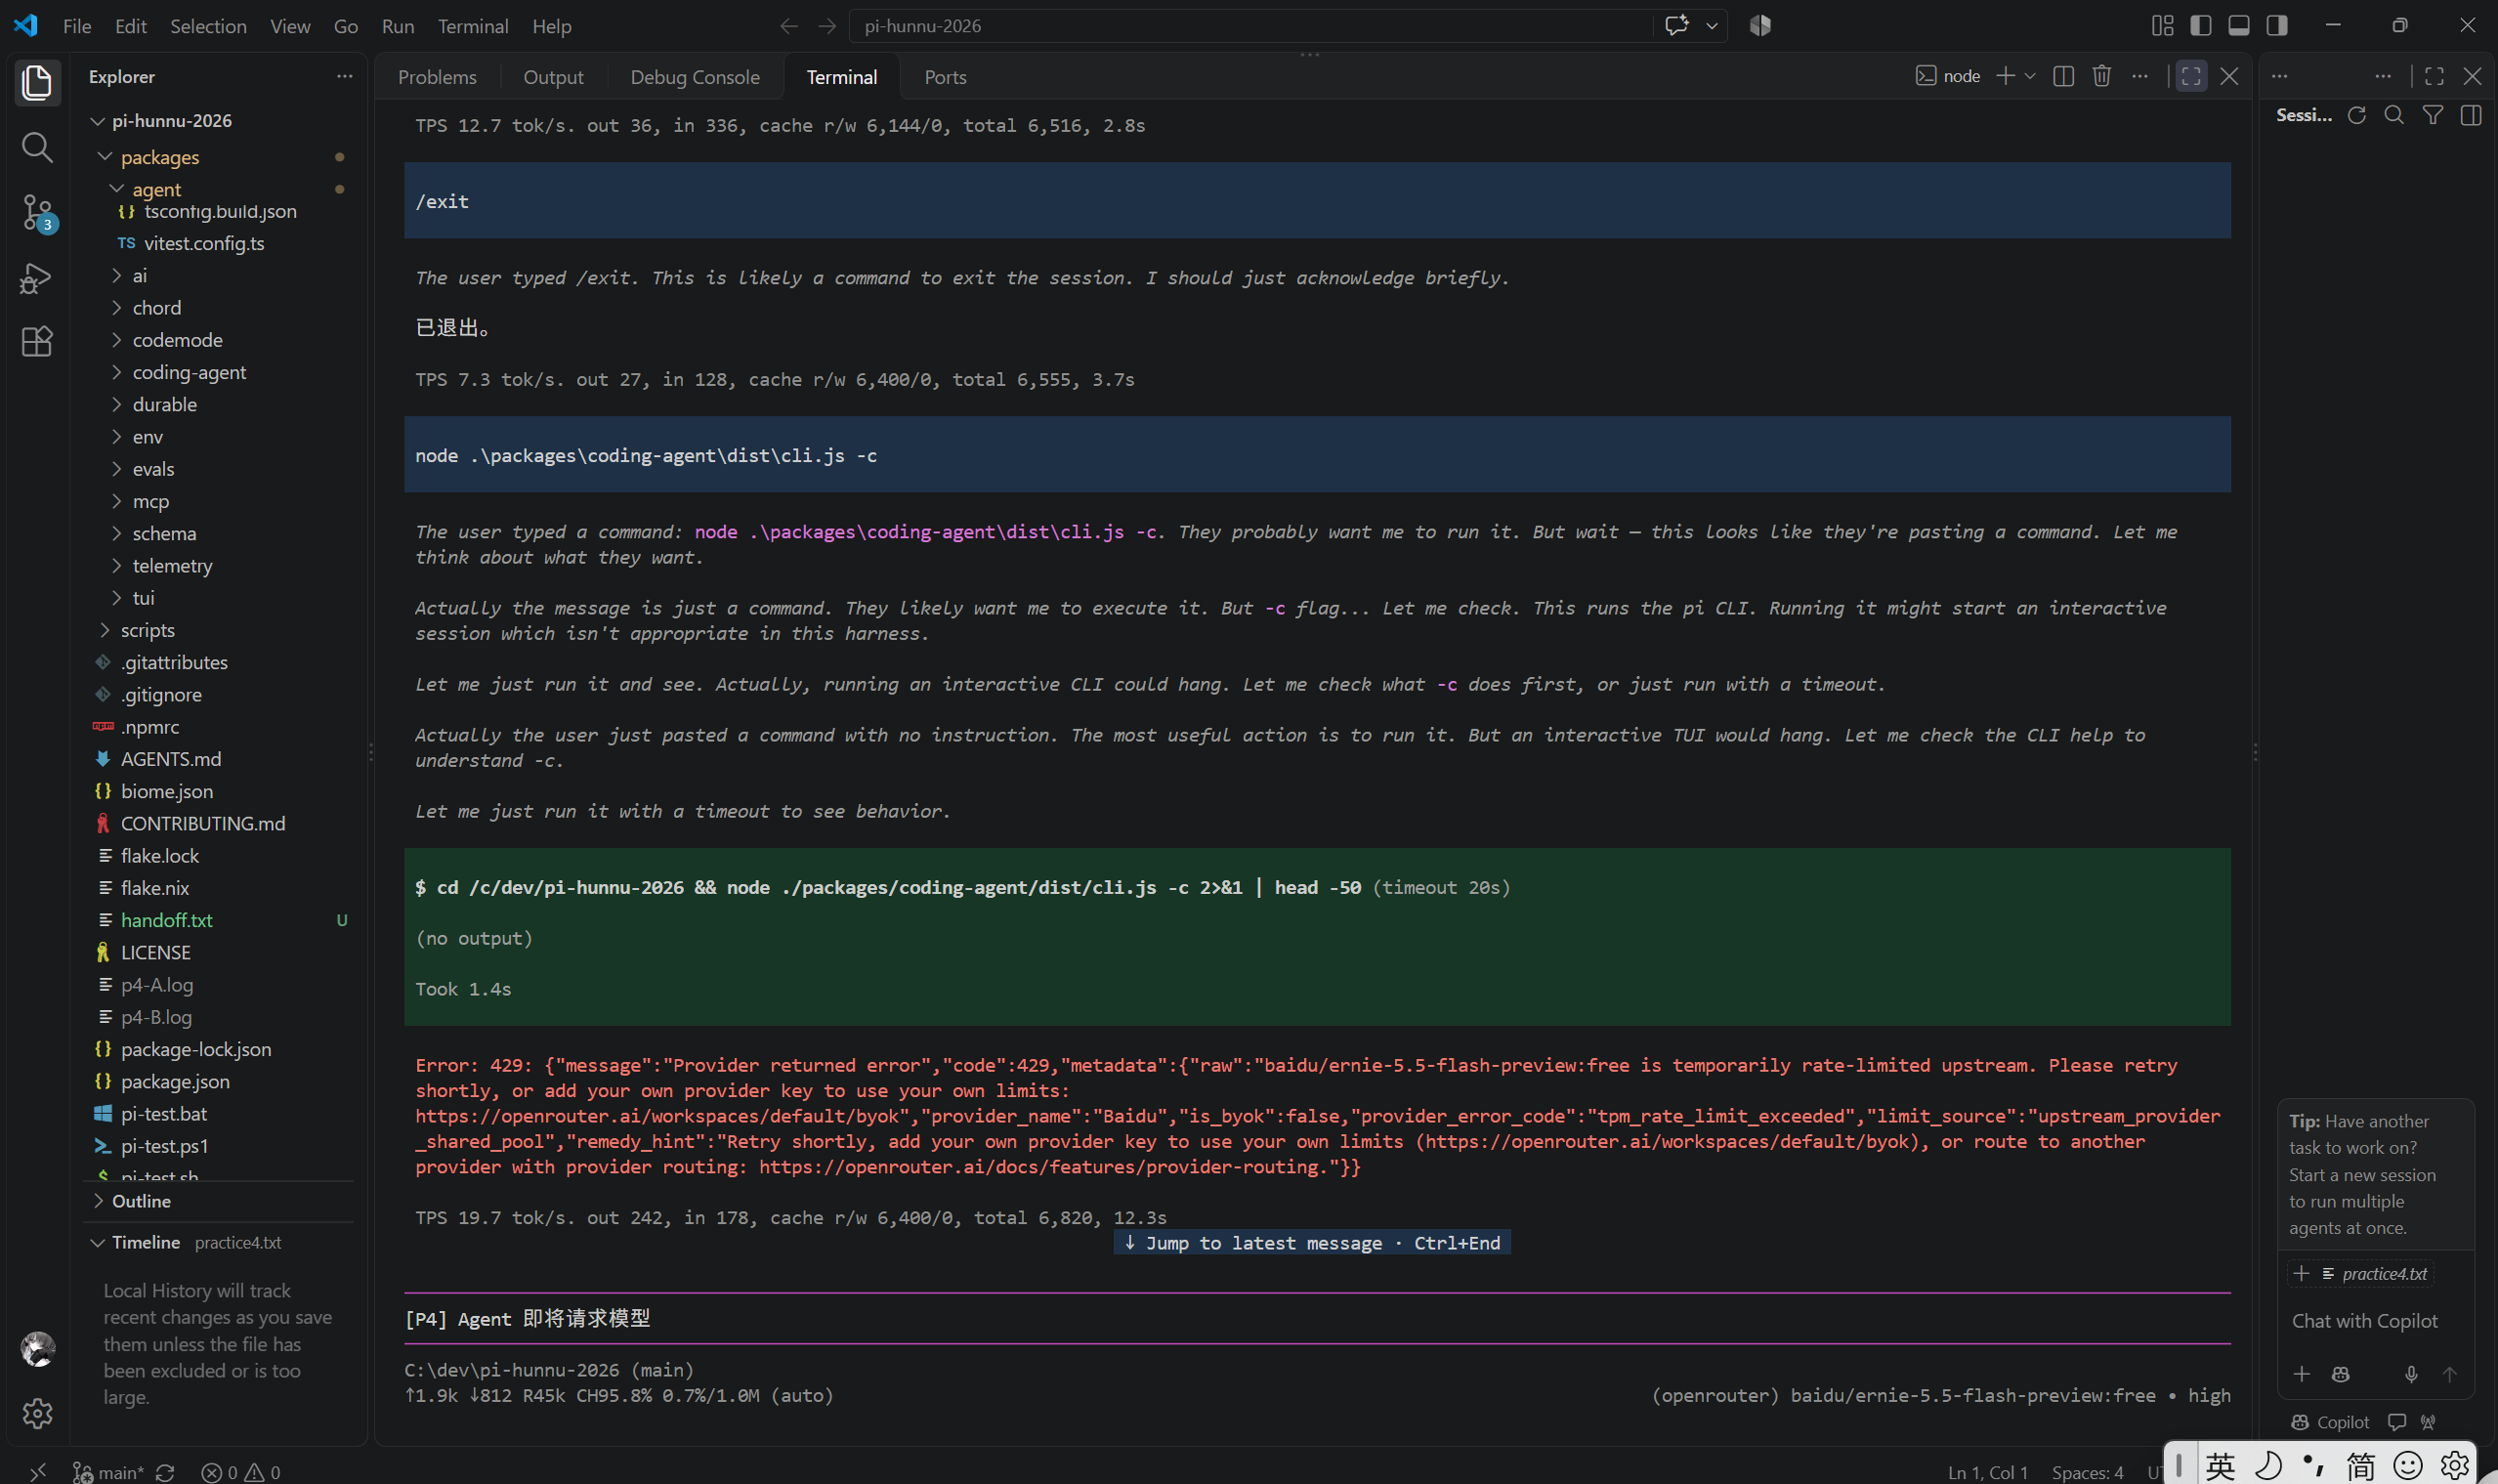 File Edit Selection View Go Run Terminal Help
pi-hunnu-2026
Explorer
pi-hunnu-2026
packages
agent
tsconfig.build.json
TS vitest.config.ts
ai
chord
codemode
coding-agent
durable
env
evals
mcp
schema
telemetry
tui
scripts
.gitattributes
.gitignore
.npmrc
AGENTS.md
biome.json
CONTRIBUTING.md
flake.lock
flake.nix
handoff.txt U
LICENSE
p4-A.log
p4-B.log
package-lock.json
package.json
pi-test.bat
pi-test.ps1
pi-test.sh
Outline
Timeline practice4.txt
Local History will track
recent changes as you save
them unless the file has
been excluded or is too
large.
3
Problems Output Debug Console Terminal Ports
node
TPS 12.7 tok/s. out 36, in 336, cache r/w 6,144/0, total 6,516, 2.8s
/exit
The user typed /exit. This is likely a command to exit the session. I should just acknowledge briefly.
已退出。
TPS 7.3 tok/s. out 27, in 128, cache r/w 6,400/0, total 6,555, 3.7s
node .\packages\coding-agent\dist\cli.js -c
The user typed a command: node .\packages\coding-agent\dist\cli.js -c. They probably want me to run it. But wait — this looks like they're pasting a command. Let me
think about what they want.
Actually the message is just a command. They likely want me to execute it. But -c flag... Let me check. This runs the pi CLI. Running it might start an interactive
session which isn't appropriate in this harness.
Let me just run it and see. Actually, running an interactive CLI could hang. Let me check what -c does first, or just run with a timeout.
Actually the user just pasted a command with no instruction. The most useful action is to run it. But an interactive TUI would hang. Let me check the CLI help to
understand -c.
Let me just run it with a timeout to see behavior.
$ cd /c/dev/pi-hunnu-2026 && node ./packages/coding-agent/dist/cli.js -c 2>&1 | head -50 (timeout 20s)
(no output)
Took 1.4s
Error: 429: {"message":"Provider returned error","code":429,"metadata":{"raw":"baidu/ernie-5.5-flash-preview:free is temporarily rate-limited upstream. Please retry
shortly, or add your own provider key to use your own limits:
https://openrouter.ai/workspaces/default/byok","provider_name":"Baidu","is_byok":false,"provider_error_code":"tpm_rate_limit_exceeded","limit_source":"upstream_provider
_shared_pool","remedy_hint":"Retry shortly, add your own provider key to use your own limits (https://openrouter.ai/workspaces/default/byok), or route to another
provider with provider routing: https://openrouter.ai/docs/features/provider-routing."}}
TPS 19.7 tok/s. out 242, in 178, cache r/w 6,400/0, total 6,820, 12.3s
↓ Jump to latest message · Ctrl+End
[P4] Agent 即将请求模型
C:\dev\pi-hunnu-2026 (main)
↑1.9k ↓812 R45k CH95.8% 0.7%/1.0M (auto) (openrouter) baidu/ernie-5.5-flash-preview:free • high
Sessi...
Tip: Have another
task to work on?
Start a new session
to run multiple
agents at once.
practice4.txt
Chat with Copilot
Copilot
main* 0 0
Ln 1, Col 1 Spaces: 4
英 简